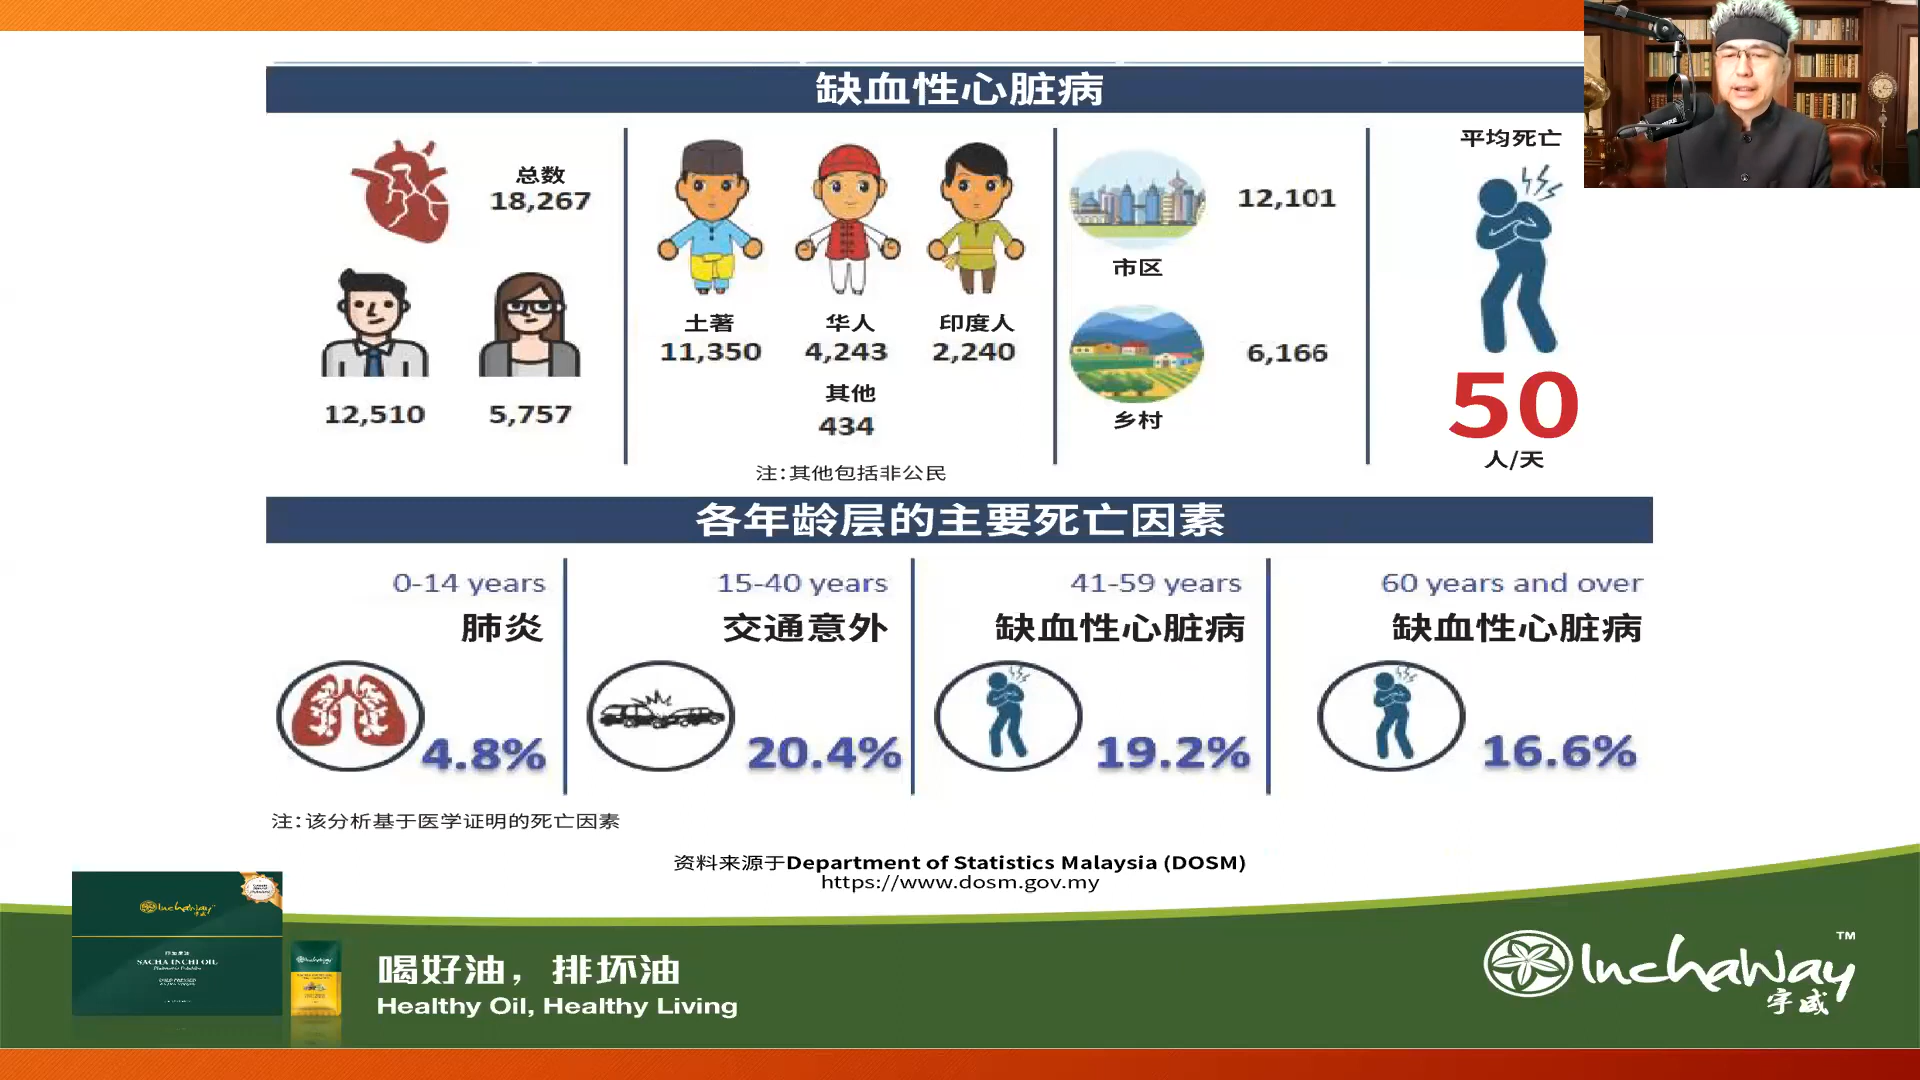 缺血性心脏病
总数
18,267
12,510
5,757
土著
11,350
华人
4,243
印度人
2,240
其他
434
注:其他包括非公民
12,101
市区
6,166
乡村
平均死亡
50
人/天
各年龄层的主要死亡因素
0-14 years
肺炎
4.8%
15-40 years
交通意外
20.4%
41-59 years
缺血性心脏病
19.2%
60 years and over
缺血性心脏病
16.6%
注:该分析基于医学证明的死亡因素
资料来源于Department of Statistics Malaysia (DOSM)
https://www.dosm.gov.my
Inchaway
宇威
SACHA INCHI OIL
喝好油，排坏油
Healthy Oil, Healthy Living
Inchaway™
宇威